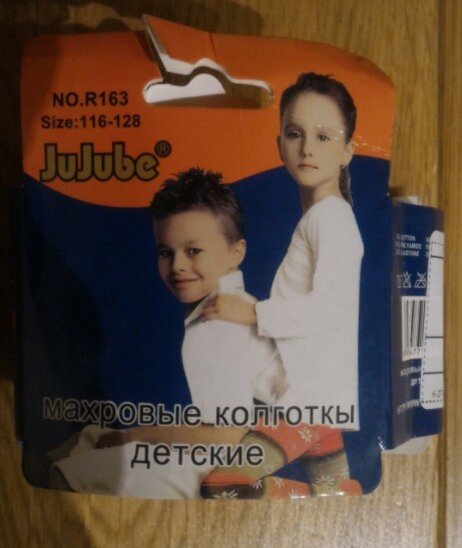 NO.R163
Size:116-128
JuJube®
махровые колготкы
детские